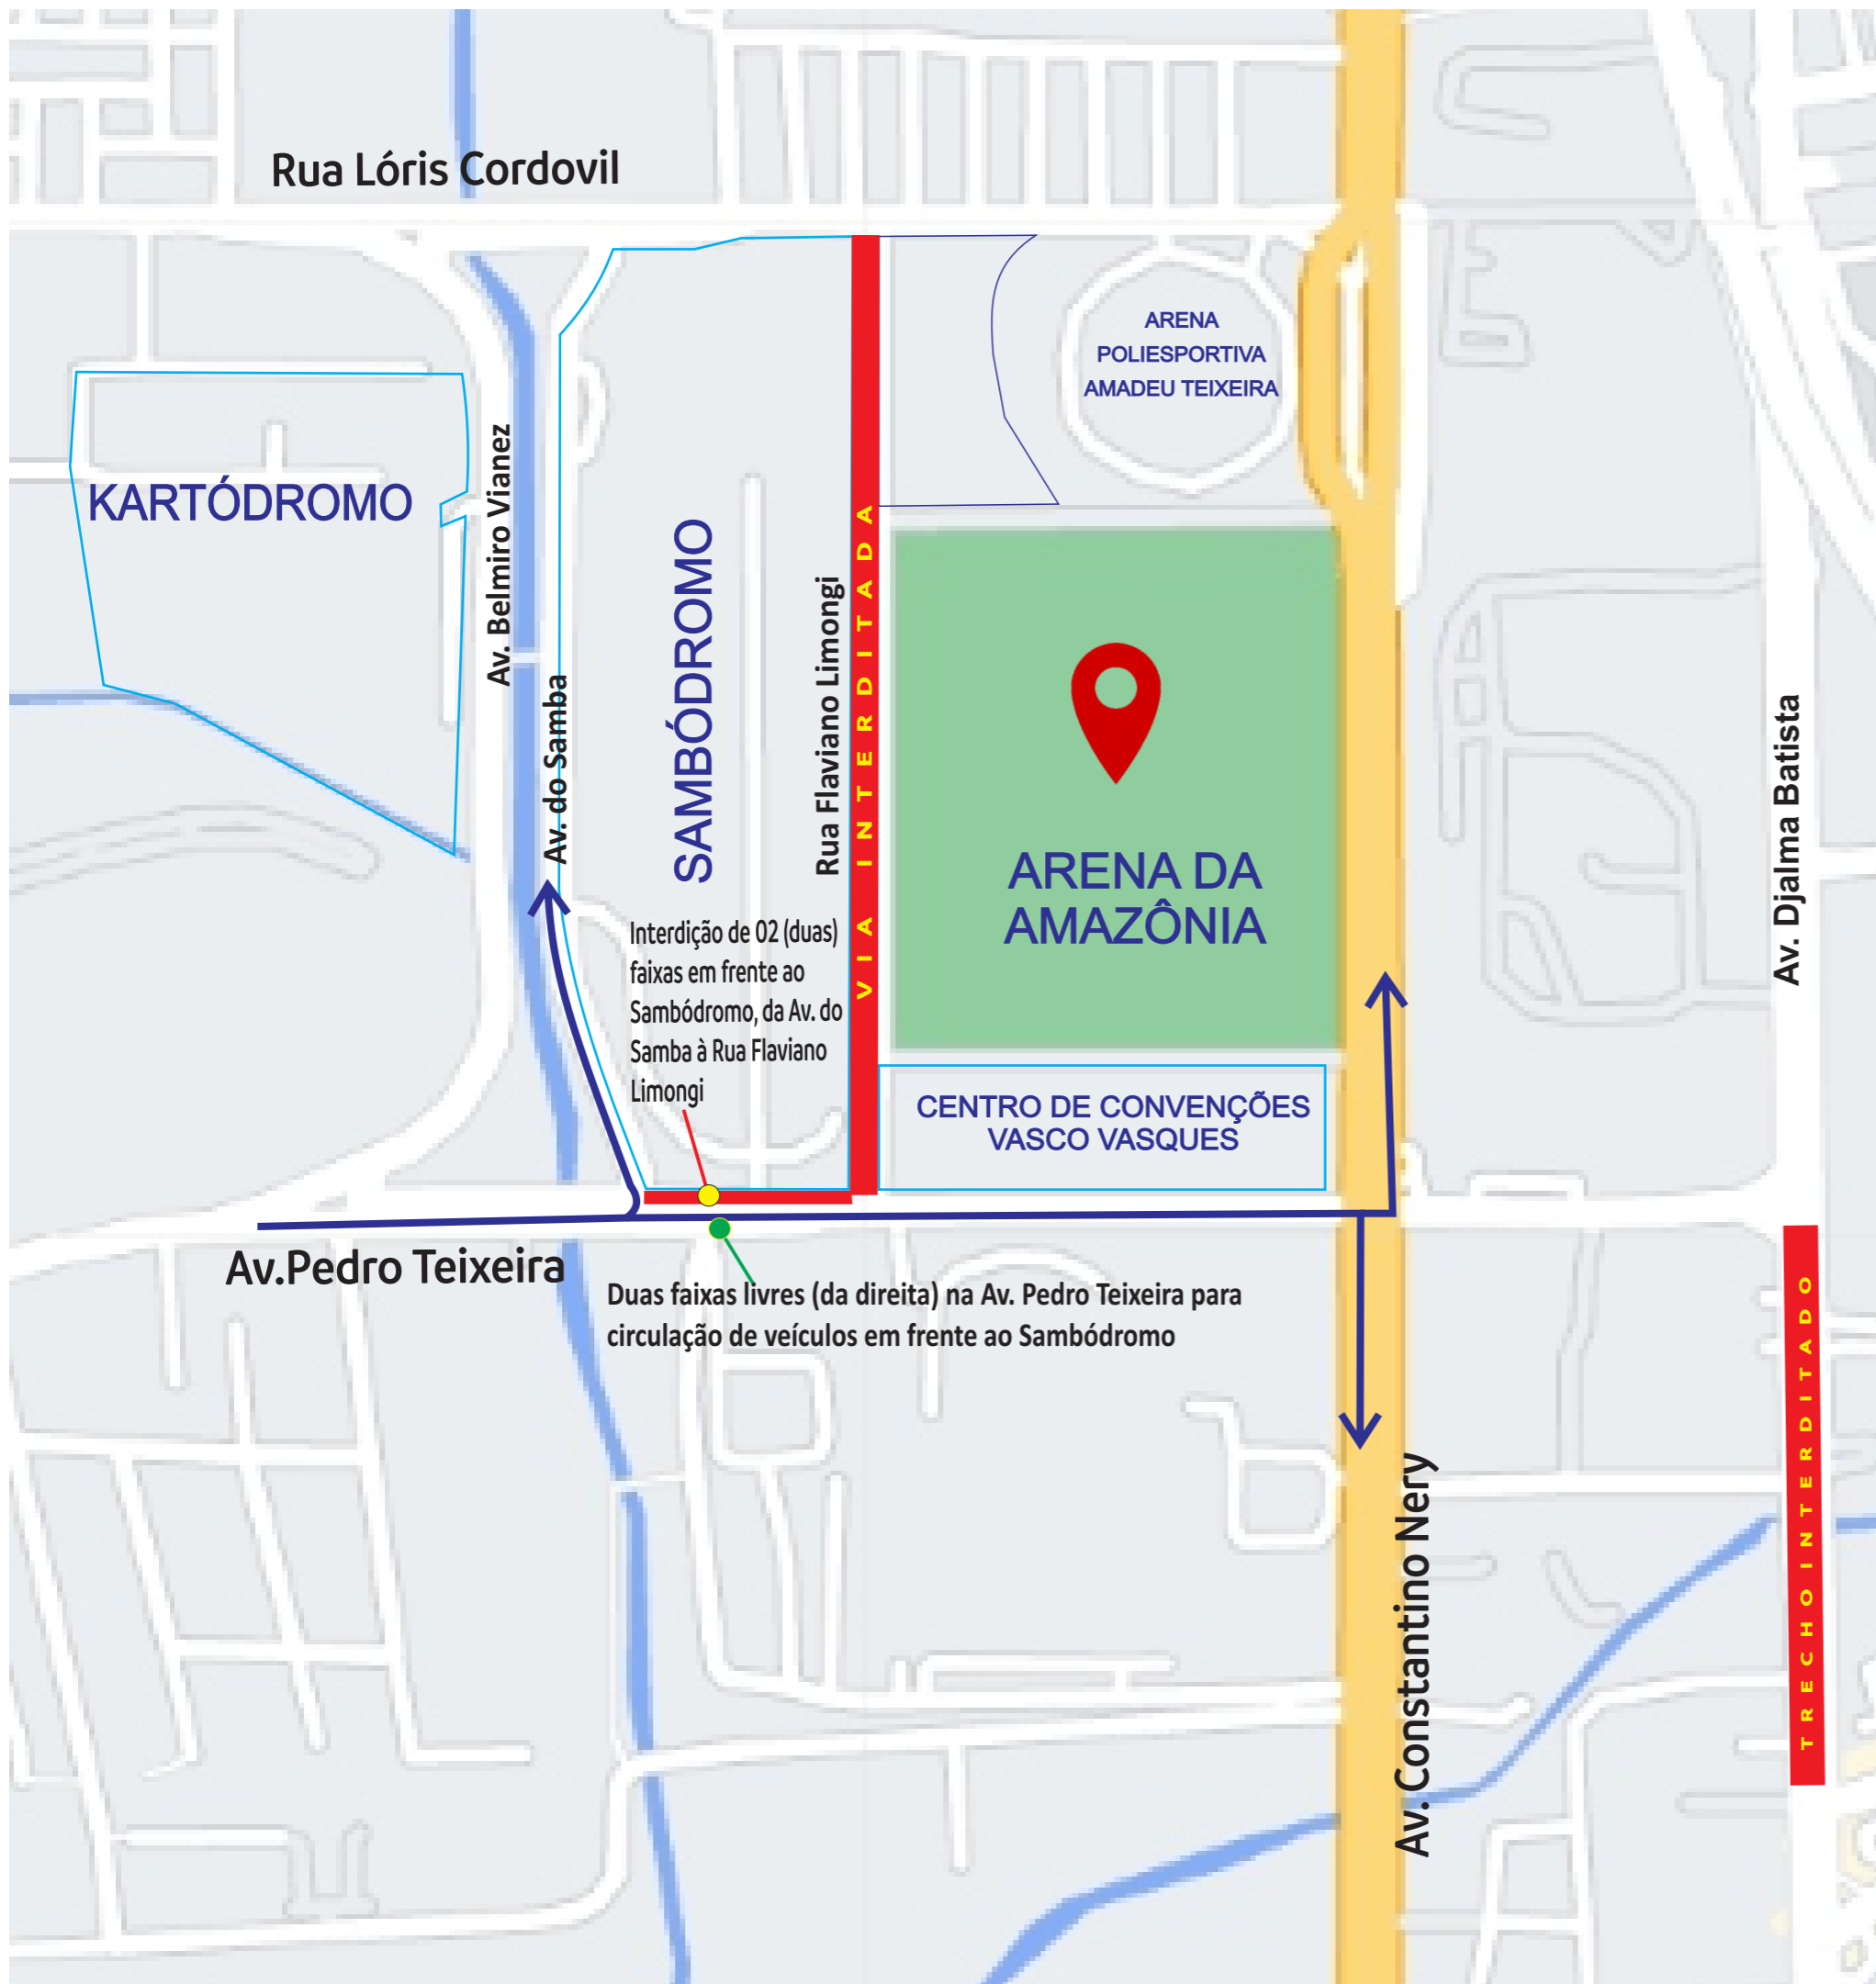 Rua Lóris Cordovil
ARENA
POLIESPORTIVA
AMADEU TEIXEIRA
KARTÓDROMO
Av. Belmiro Vianez
Av. do Samba
SAMBÓDROMO
Rua Flaviano Limongi
VIA INTERDITADA
ARENA DA
AMAZÔNIA
Av. Djalma Batista
Interdição de 02 (duas)
faixas em frente ao
Sambódromo, da Av. do
Samba à Rua Flaviano
Limongi
CENTRO DE CONVENÇÕES
VASCO VASQUES
Av.Pedro Teixeira
Duas faixas livres (da direita) na Av. Pedro Teixeira para
circulação de veículos em frente ao Sambódromo
Av. Constantino Nery
TRECHO INTERDITADO